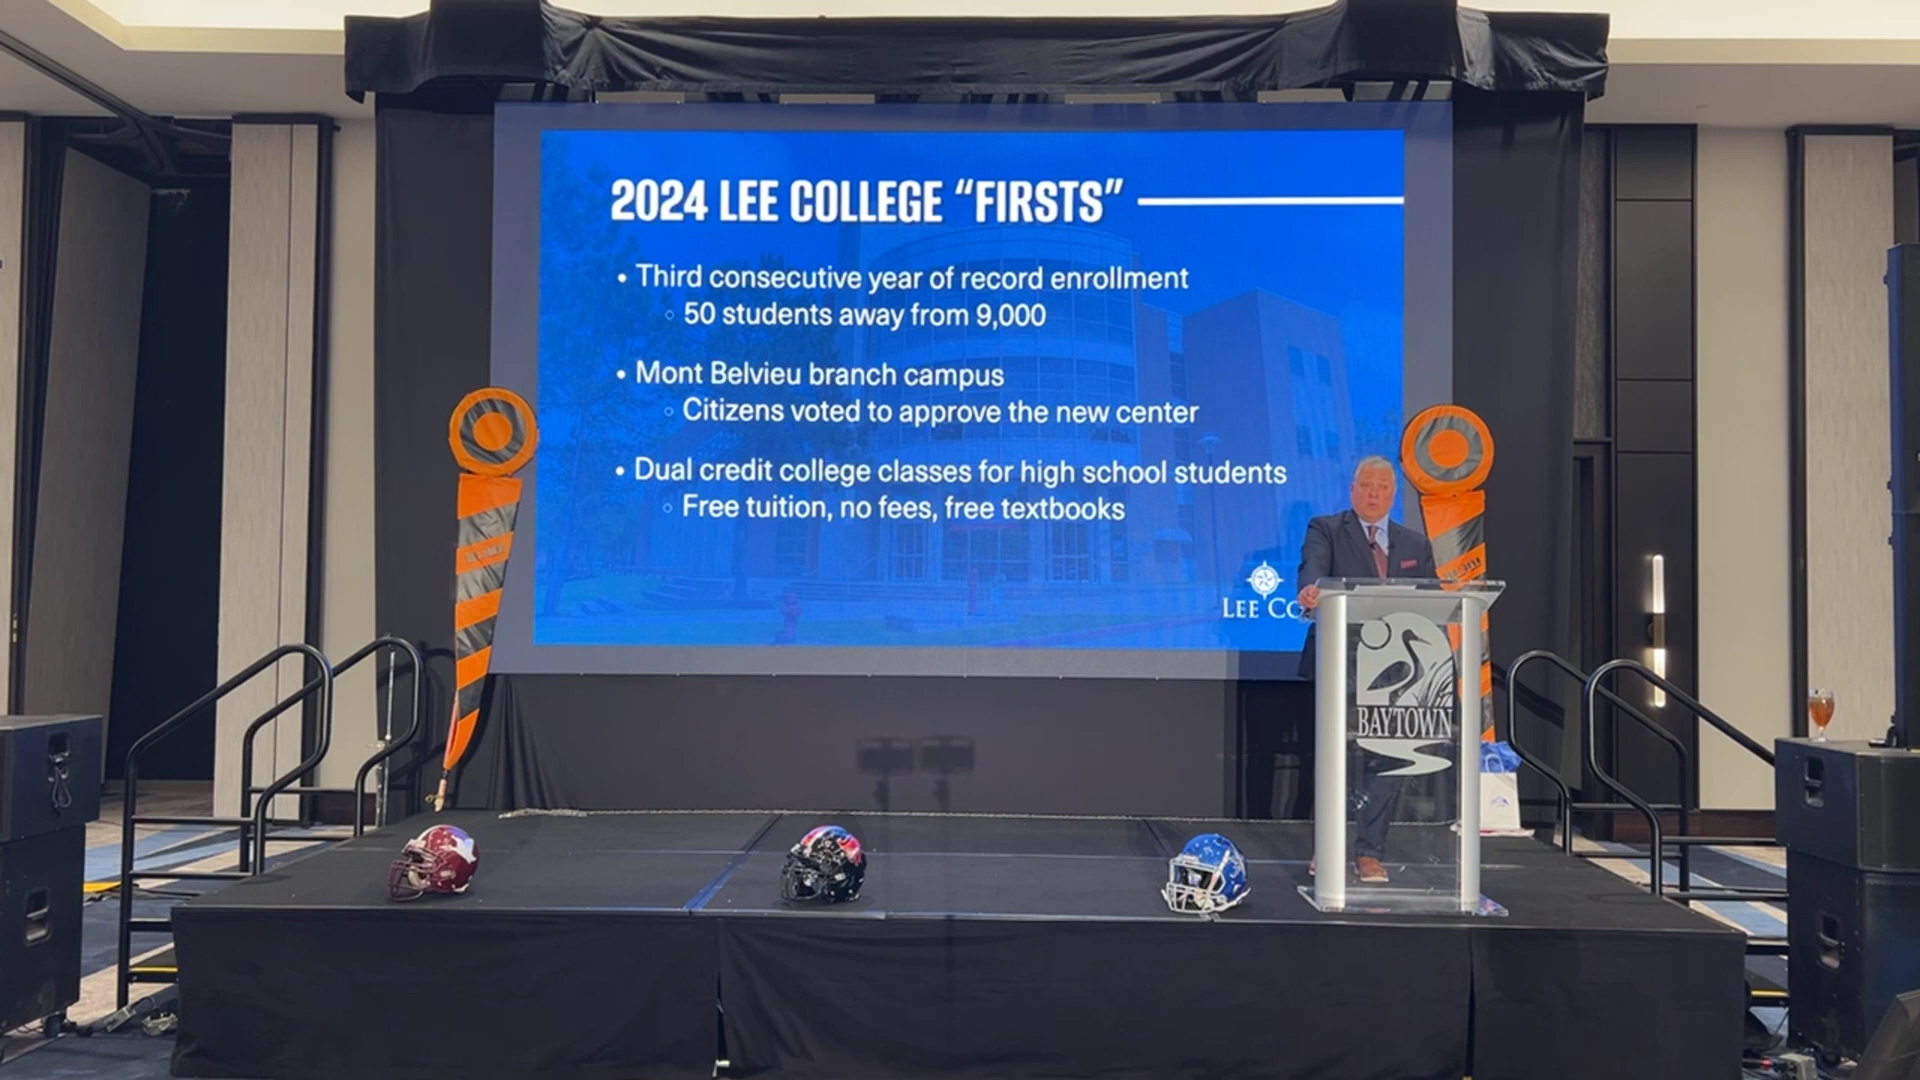 2024 LEE COLLEGE “FIRSTS”
• Third consecutive year of record enrollment
◦ 50 students away from 9,000
• Mont Belvieu branch campus
◦ Citizens voted to approve the new center
• Dual credit college classes for high school students
◦ Free tuition, no fees, free textbooks
LEE CO
BAYTOWN